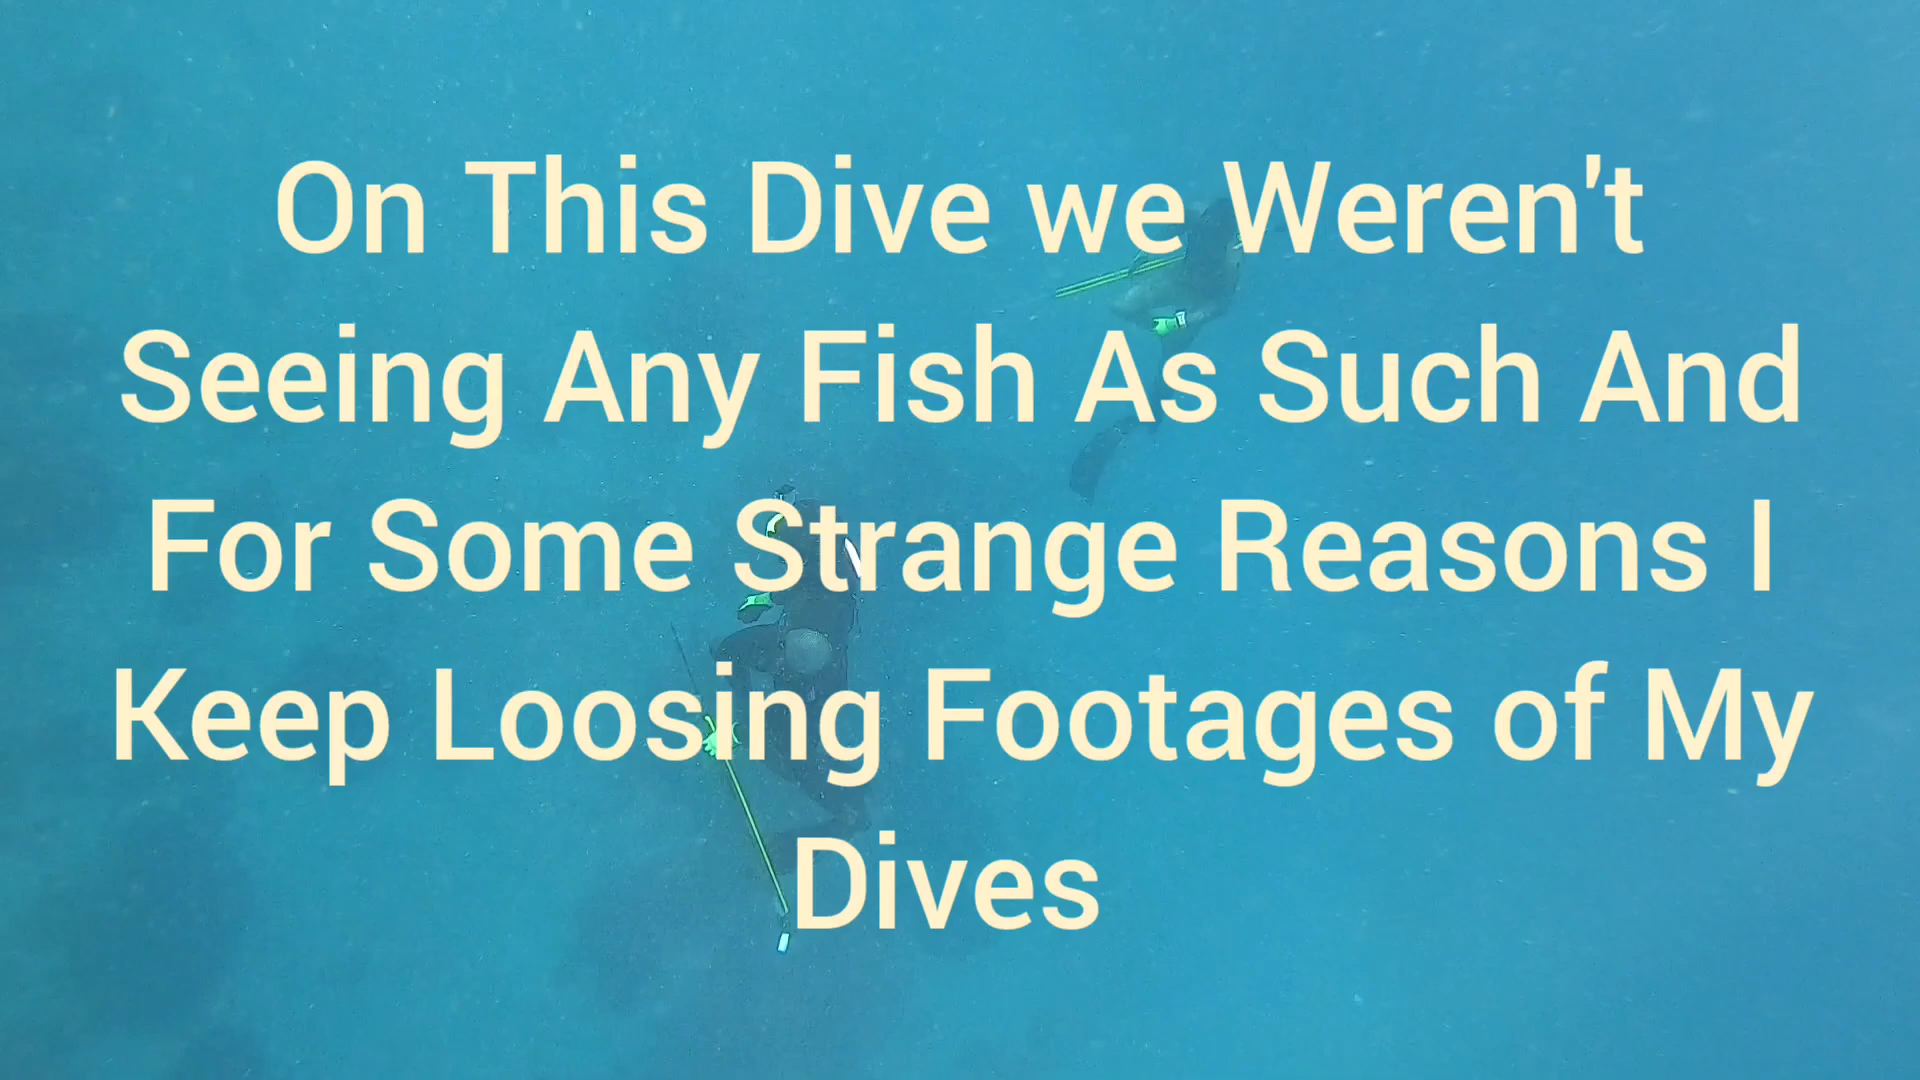 On This Dive we Weren't
Seeing Any Fish As Such And
For Some Strange Reasons I
Keep Loosing Footages of My
Dives